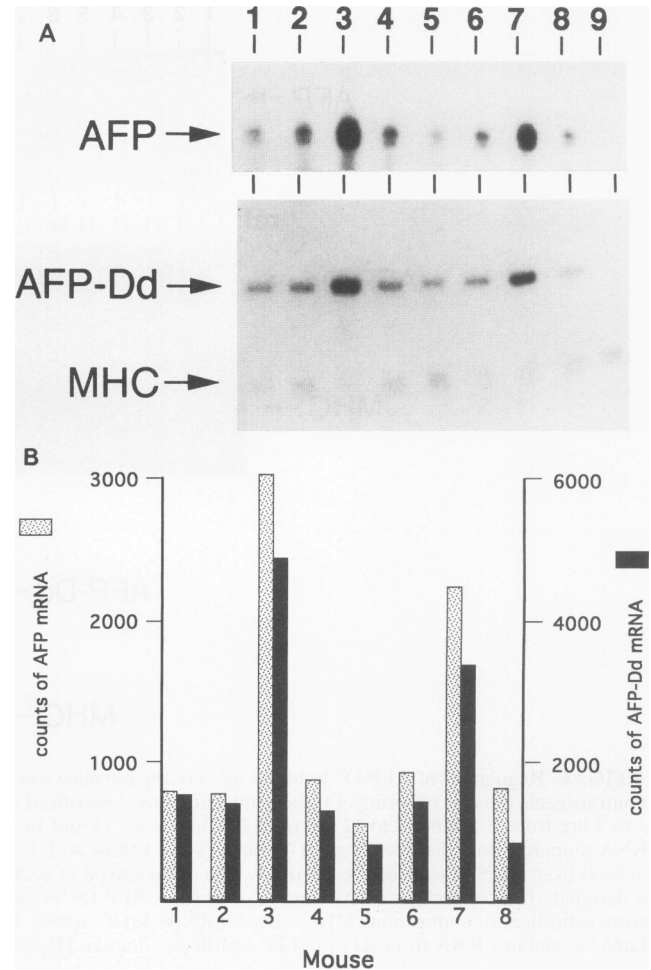 A
1 2 3 4 5 6 7 8 9
AFP
AFP-Dd
MHC
B
3000 6000
2000 4000
1000 2000
counts of AFP mRNA
counts of AFP-Dd mRNA
1 2 3 4 5 6 7 8
Mouse